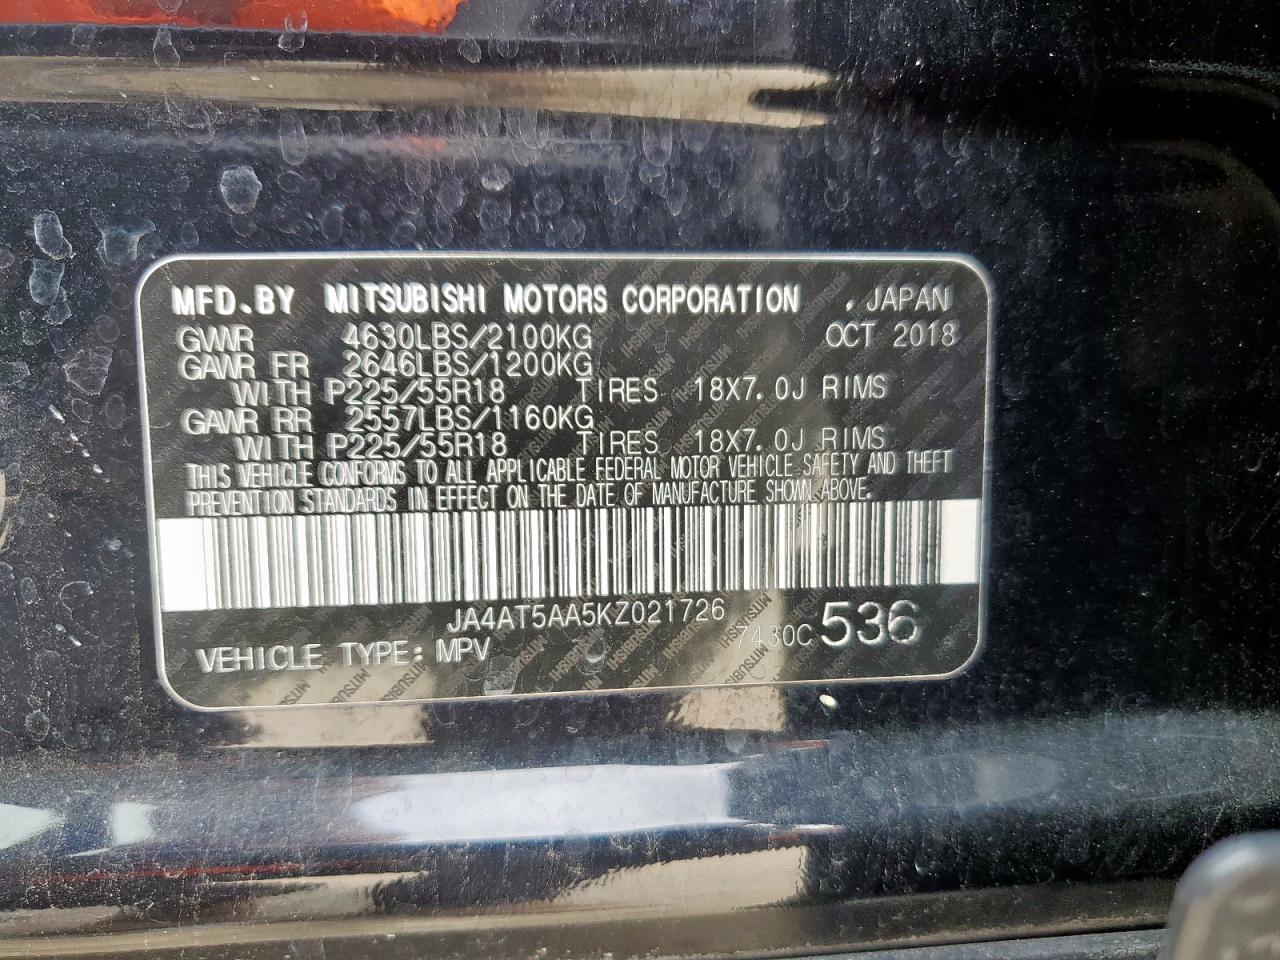 MFD.BY MITSUBISHI MOTORS CORPORATION . JAPAN
GVWR 4630LBS/2100KG OCT 2018
GAWR FR 2646LBS/1200KG
WITH P225/55R18 TIRES 18X7.0J RIMS
GAWR RR 2557LBS/1160KG
WITH P225/55R18 TIRES 18X7.0J RIMS
THIS VEHICLE CONFORMS TO ALL APPLICABLE FEDERAL MOTOR VEHICLE SAFETY AND THEFT
PREVENTION STANDARDS IN EFFECT ON THE DATE OF MANUFACTURE SHOWN ABOVE.
JA4AT5AA5KZ021726
7430C 536
VEHICLE TYPE: MPV